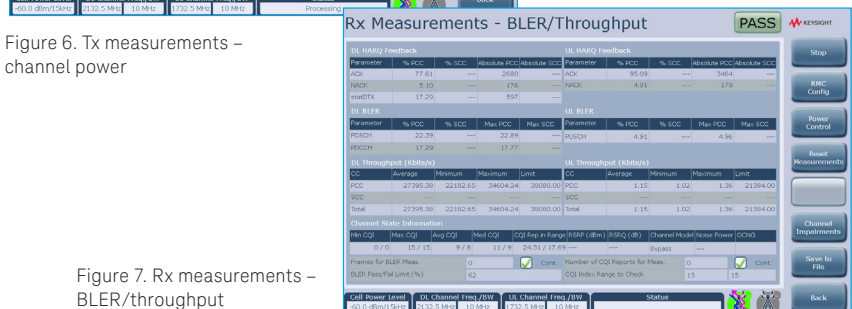 -60.0 dBm/15kHz 2132.5 MHz 10 MHz 1732.5 MHz 10 MHz Processing Back
Figure 6. Tx measurements –
channel power
Rx Measurements - BLER/Throughput PASS KEYSIGHT
DL HARQ Feedback UL HARQ Feedback
Parameter % PCC % SCC Absolute PCC Absolute SCC Parameter % PCC % SCC Absolute PCC Absolute SCC
ACK 77.61 --- 2680 --- ACK 95.09 --- 3464 ---
NACK 5.10 --- 176 --- NACK 4.91 --- 179 ---
statDTX 17.29 --- 597 ---
DL BLER UL BLER
Parameter % PCC % SCC Max PCC Max SCC Parameter % PCC % SCC Max PCC Max SCC
PDSCH 22.39 --- 22.89 --- PUSCH 4.91 --- 4.96 ---
PDCCH 17.29 --- 17.77 ---
DL Throughput (Kbits/s) UL Throughput (Kbits/s)
CC Average Minimum Maximum Limit CC Average Minimum Maximum Limit
PCC 27395.38 22182.65 34604.24 38080.00 PCC 1.15 1.02 1.36 21384.00
SCC --- --- --- --- SCC --- --- --- ---
Total 27395.38 22182.65 34604.24 38080.00 Total 1.15 1.02 1.36 21384.00
Channel State Information
Min CQI Max CQI Avg CQI Med CQI CQI Rep in Range RSRP (dBm) RSRQ (dB) Channel Model Noise Power OCNG
0 / 0 15 / 15 9 / 8 11 / 9 24.31 / 17.69 --- --- Bypass ---
Frames for BLER Meas. 0 Cont. Number of CQI Reports for Meas. 0 Cont.
BLER Pass/Fail Limit (%) 62 CQI Index Range to Check 13 15
Cell Power Level DL Channel Freq./BW UL Channel Freq./BW Status
-60.0 dBm/15kHz 2132.5 MHz 10 MHz 1732.5 MHz 10 MHz
Stop
RMC
Config
Power
Control
Reset
Measurements
Channel
Impairments
Save to
File
Back
Figure 7. Rx measurements –
BLER/throughput